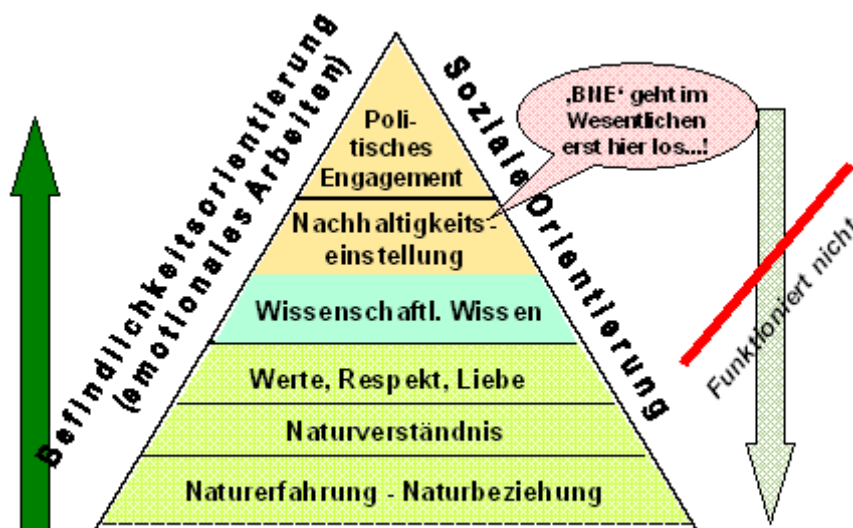 Befindlichkeitsorientierung
(emotionales Arbeiten)
Soziale Orientierung
‚BNE‘ geht im
Wesentlichen
erst hier los...!
Poli-
tisches
Engagement
Nachhaltigkeits-
einstellung
Wissenschaftl. Wissen
Werte, Respekt, Liebe
Naturverständnis
Naturerfahrung - Naturbeziehung
Funktioniert nicht